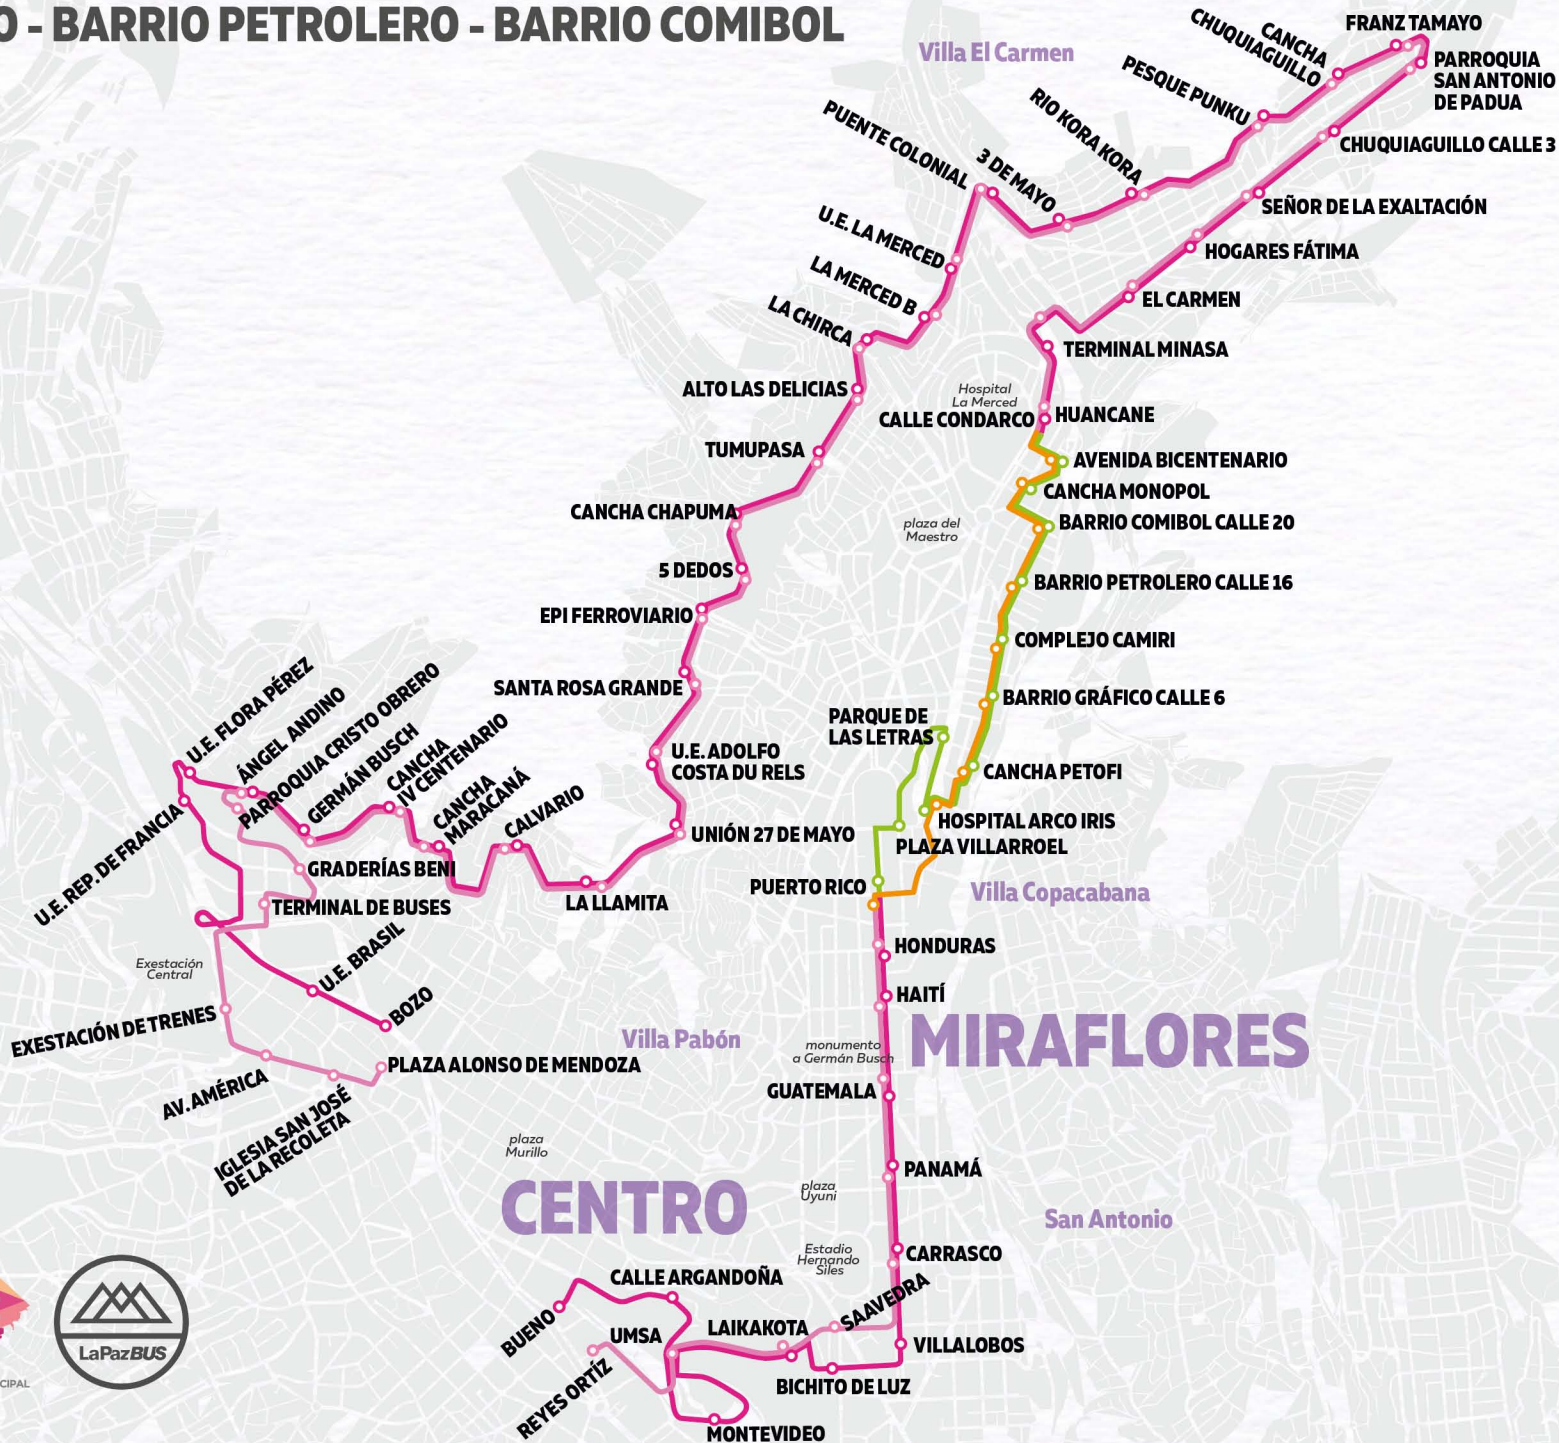 O - BARRIO PETROLERO - BARRIO COMIBOL
FRANZ TAMAYO
CANCHA
CHUQUIAGUILLO
PARROQUIA
SAN ANTONIO
DE PADUA
Villa El Carmen
PESQUE PUNKU
RIO KORA KORA
CHUQUIAGUILLO CALLE 3
PUENTE COLONIAL
3 DE MAYO
SEÑOR DE LA EXALTACIÓN
U.E. LA MERCED
HOGARES FÁTIMA
LA MERCED B
EL CARMEN
LA CHIRCA
TERMINAL MINASA
ALTO LAS DELICIAS
Hospital
La Merced
CALLE CONDARCO
HUANCANE
TUMUPASA
AVENIDA BICENTENARIO
CANCHA MONOPOL
CANCHA CHAPUMA
plaza del
Maestro
BARRIO COMIBOL CALLE 20
5 DEDOS
BARRIO PETROLERO CALLE 16
EPI FERROVIARIO
COMPLEJO CAMIRI
SANTA ROSA GRANDE
BARRIO GRÁFICO CALLE 6
U.E. FLORA PÉREZ
ÁNGEL ANDINO
PARROQUIA CRISTO OBRERO
GERMÁN BUSCH
CANCHA
IV CENTENARIO
CANCHA
MARACANÁ
CALVARIO
U.E. ADOLFO
COSTA DU RELS
PARQUE DE
LAS LETRAS
CANCHA PETOFI
U.E. REP. DE FRANCIA
UNIÓN 27 DE MAYO
HOSPITAL ARCO IRIS
PLAZA VILLARROEL
GRADERÍAS BENI
LA LLAMITA
PUERTO RICO
Villa Copacabana
TERMINAL DE BUSES
HONDURAS
Exestación
Central
U.E. BRASIL
BOZO
HAITÍ
EXESTACIÓN DE TRENES
Villa Pabón
MIRAFLORES
monumento
a Germán Busch
PLAZA ALONSO DE MENDOZA
GUATEMALA
AV. AMÉRICA
IGLESIA SAN JOSÉ
DE LA RECOLETA
plaza
Murillo
PANAMÁ
CENTRO
plaza
Uyuni
San Antonio
Estadio
Hernando
Siles
CARRASCO
CALLE ARGANDOÑA
SAAVEDRA
BUENO
UMSA
LAIKAKOTA
VILLALOBOS
REYES ORTÍZ
BICHITO DE LUZ
MONTEVIDEO
LaPazBUS
CIPAL